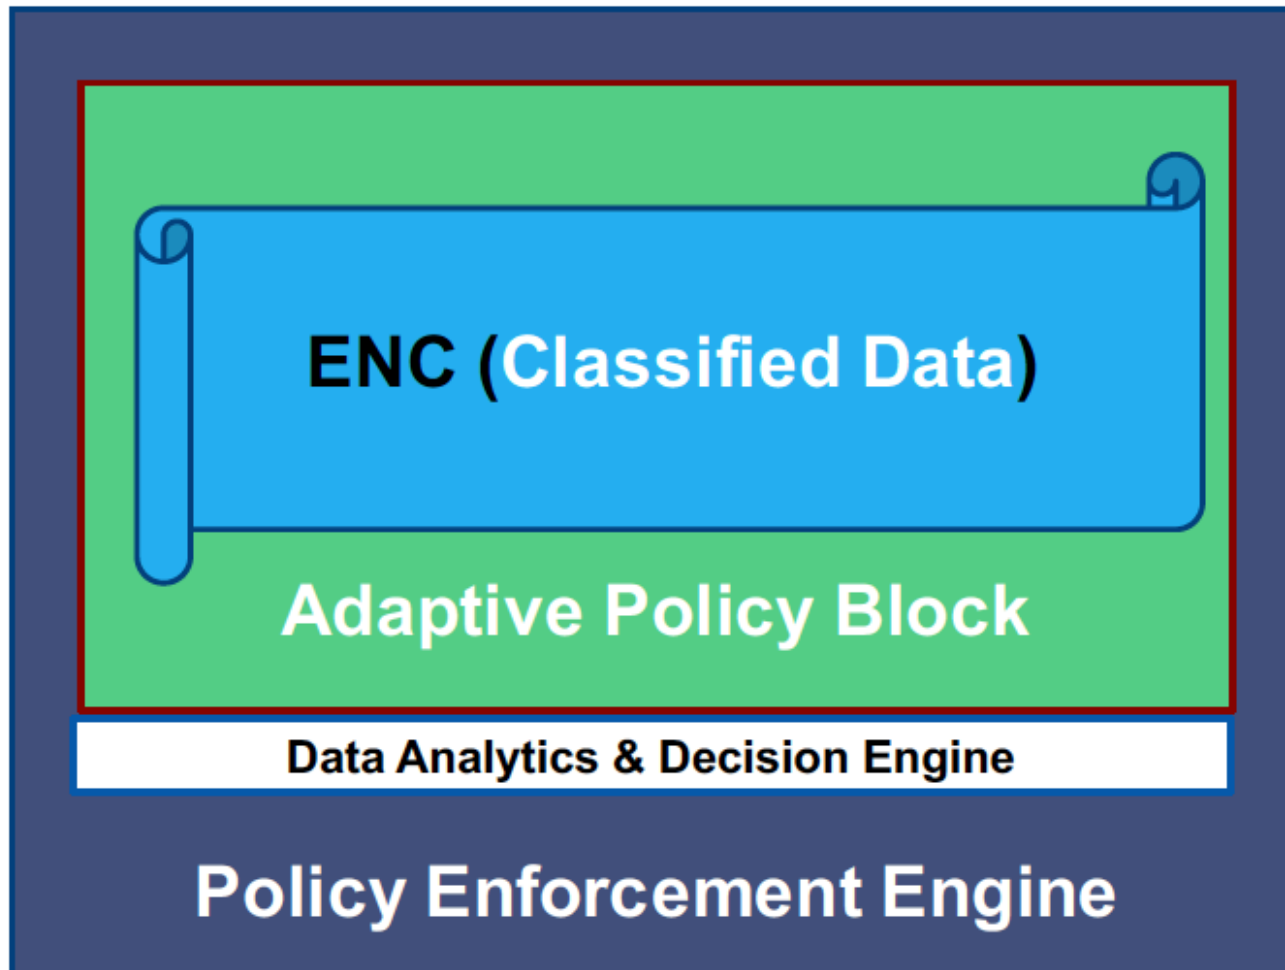 ENC (Classified Data)
Adaptive Policy Block
Data Analytics & Decision Engine
Policy Enforcement Engine